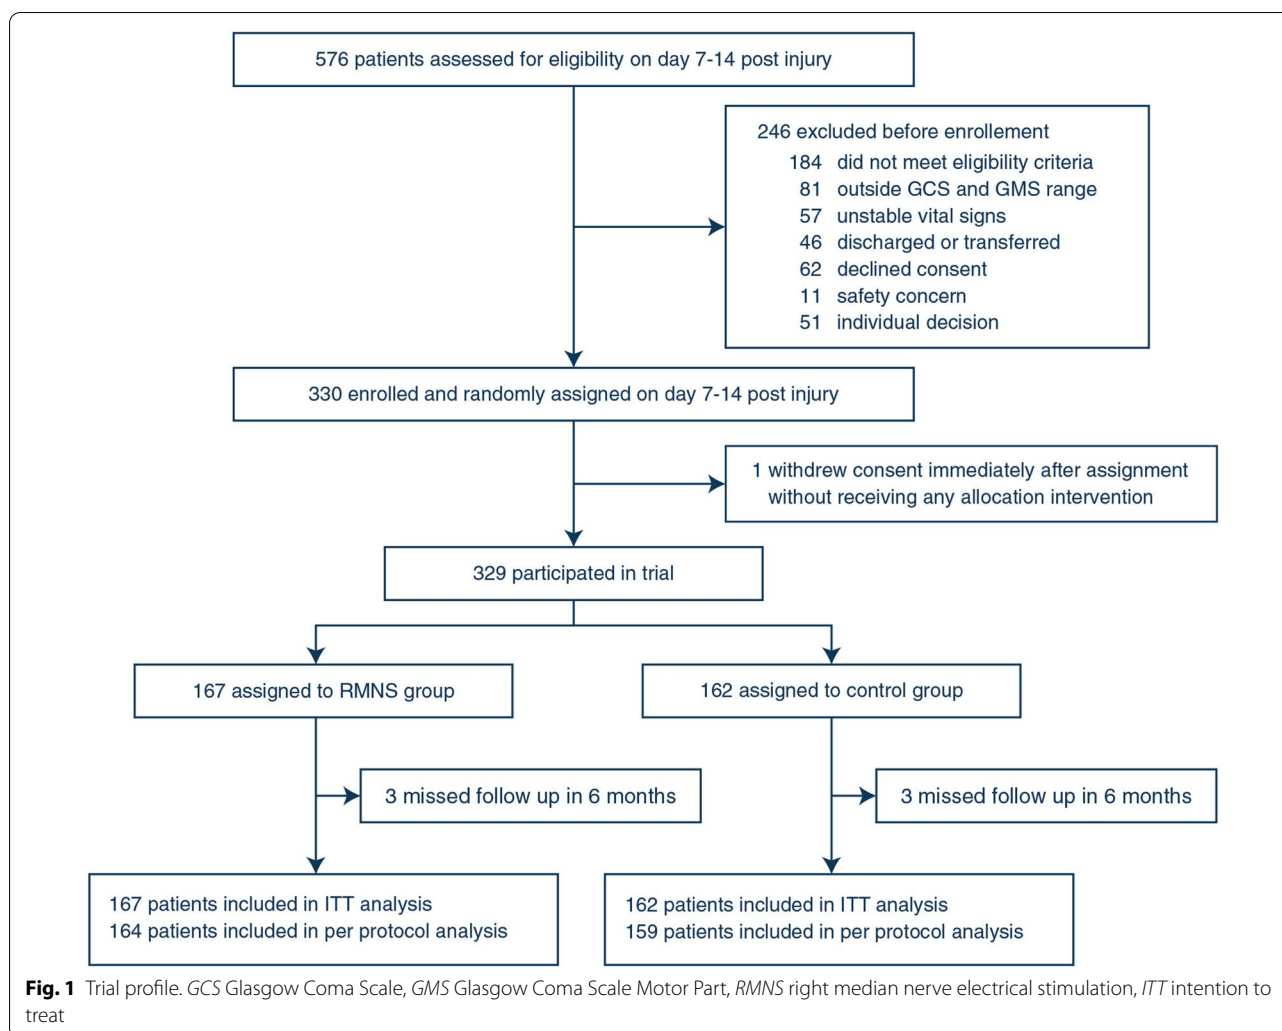 576 patients assessed for eligibility on day 7-14 post injury
246 excluded before enrollement
184 did not meet eligibility criteria
81 outside GCS and GMS range
57 unstable vital signs
46 discharged or transferred
62 declined consent
11 safety concern
51 individual decision
330 enrolled and randomly assigned on day 7-14 post injury
1 withdrew consent immediately after assignment
without receiving any allocation intervention
329 participated in trial
167 assigned to RMNS group
162 assigned to control group
3 missed follow up in 6 months
3 missed follow up in 6 months
167 patients included in ITT analysis
164 patients included in per protocol analysis
162 patients included in ITT analysis
159 patients included in per protocol analysis
Fig. 1 Trial profile. GCS Glasgow Coma Scale, GMS Glasgow Coma Scale Motor Part, RMNS right median nerve electrical stimulation, ITT intention to
treat